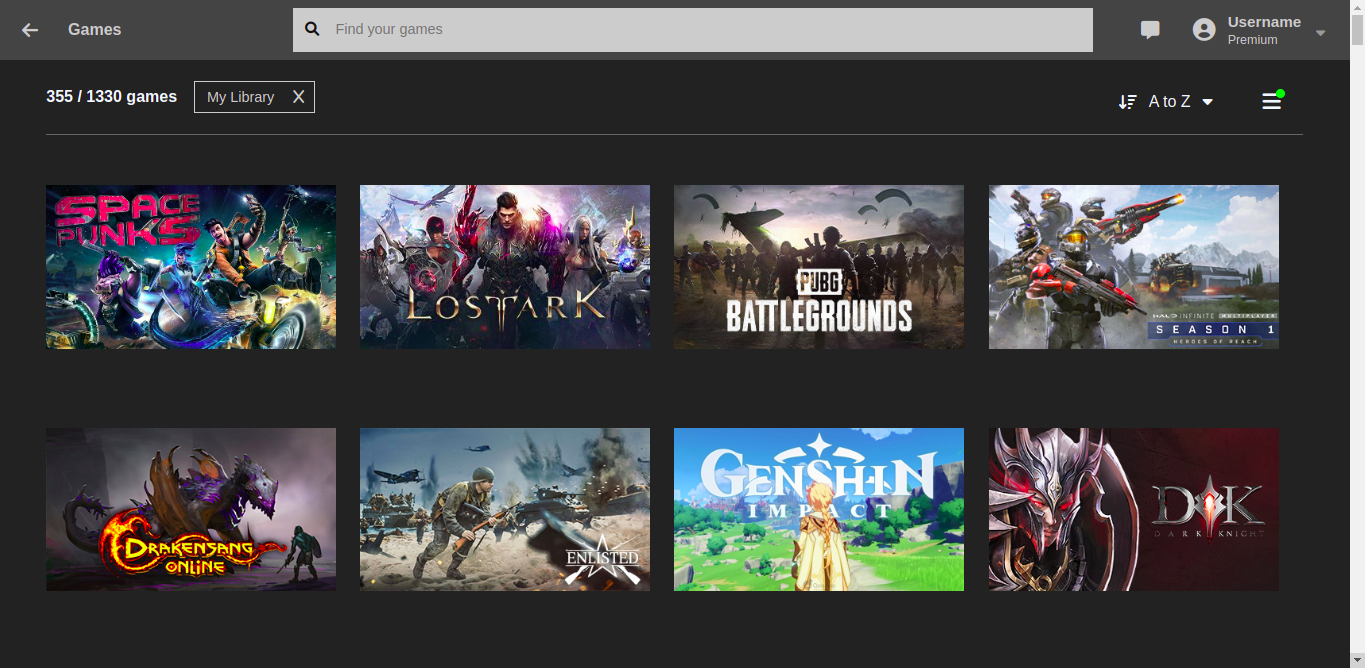 Games
Find your games
Username
Premium
355 / 1330 games
My Library X
A to Z
SPACE
PUNKS
LOST ARK
PUBG
BATTLEGROUNDS
HALO INFINITE MULTIPLAYER
SEASON 1
HEROES OF REACH
DRAKENSANG
ONLINE
ENLISTED
GENSHIN
IMPACT
DK
DARK KNIGHT